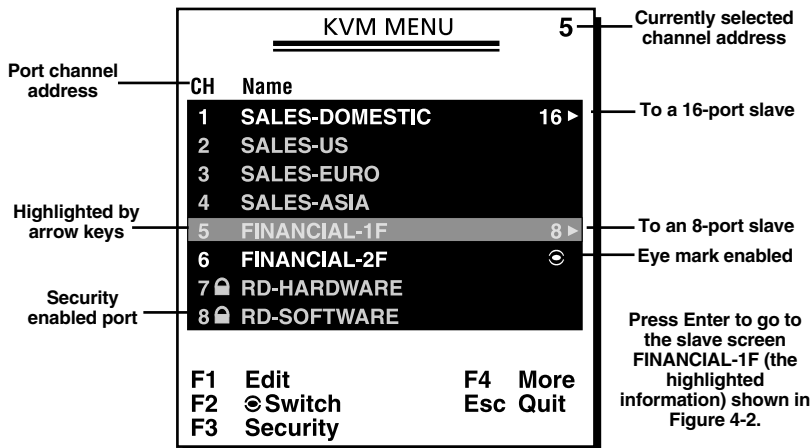 KVM MENU 5
Currently selected
channel address
Port channel
address
CH Name
1 SALES-DOMESTIC 16 ▸
To a 16-port slave
2 SALES-US
3 SALES-EURO
4 SALES-ASIA
Highlighted by
arrow keys
5 FINANCIAL-1F 8 ▸
To an 8-port slave
6 FINANCIAL-2F
Eye mark enabled
7 RD-HARDWARE
Security
enabled port
8 RD-SOFTWARE
Press Enter to go to
the slave screen
FINANCIAL-1F (the
highlighted
information) shown in
Figure 4-2.
F1 Edit F4 More
F2 Switch Esc Quit
F3 Security